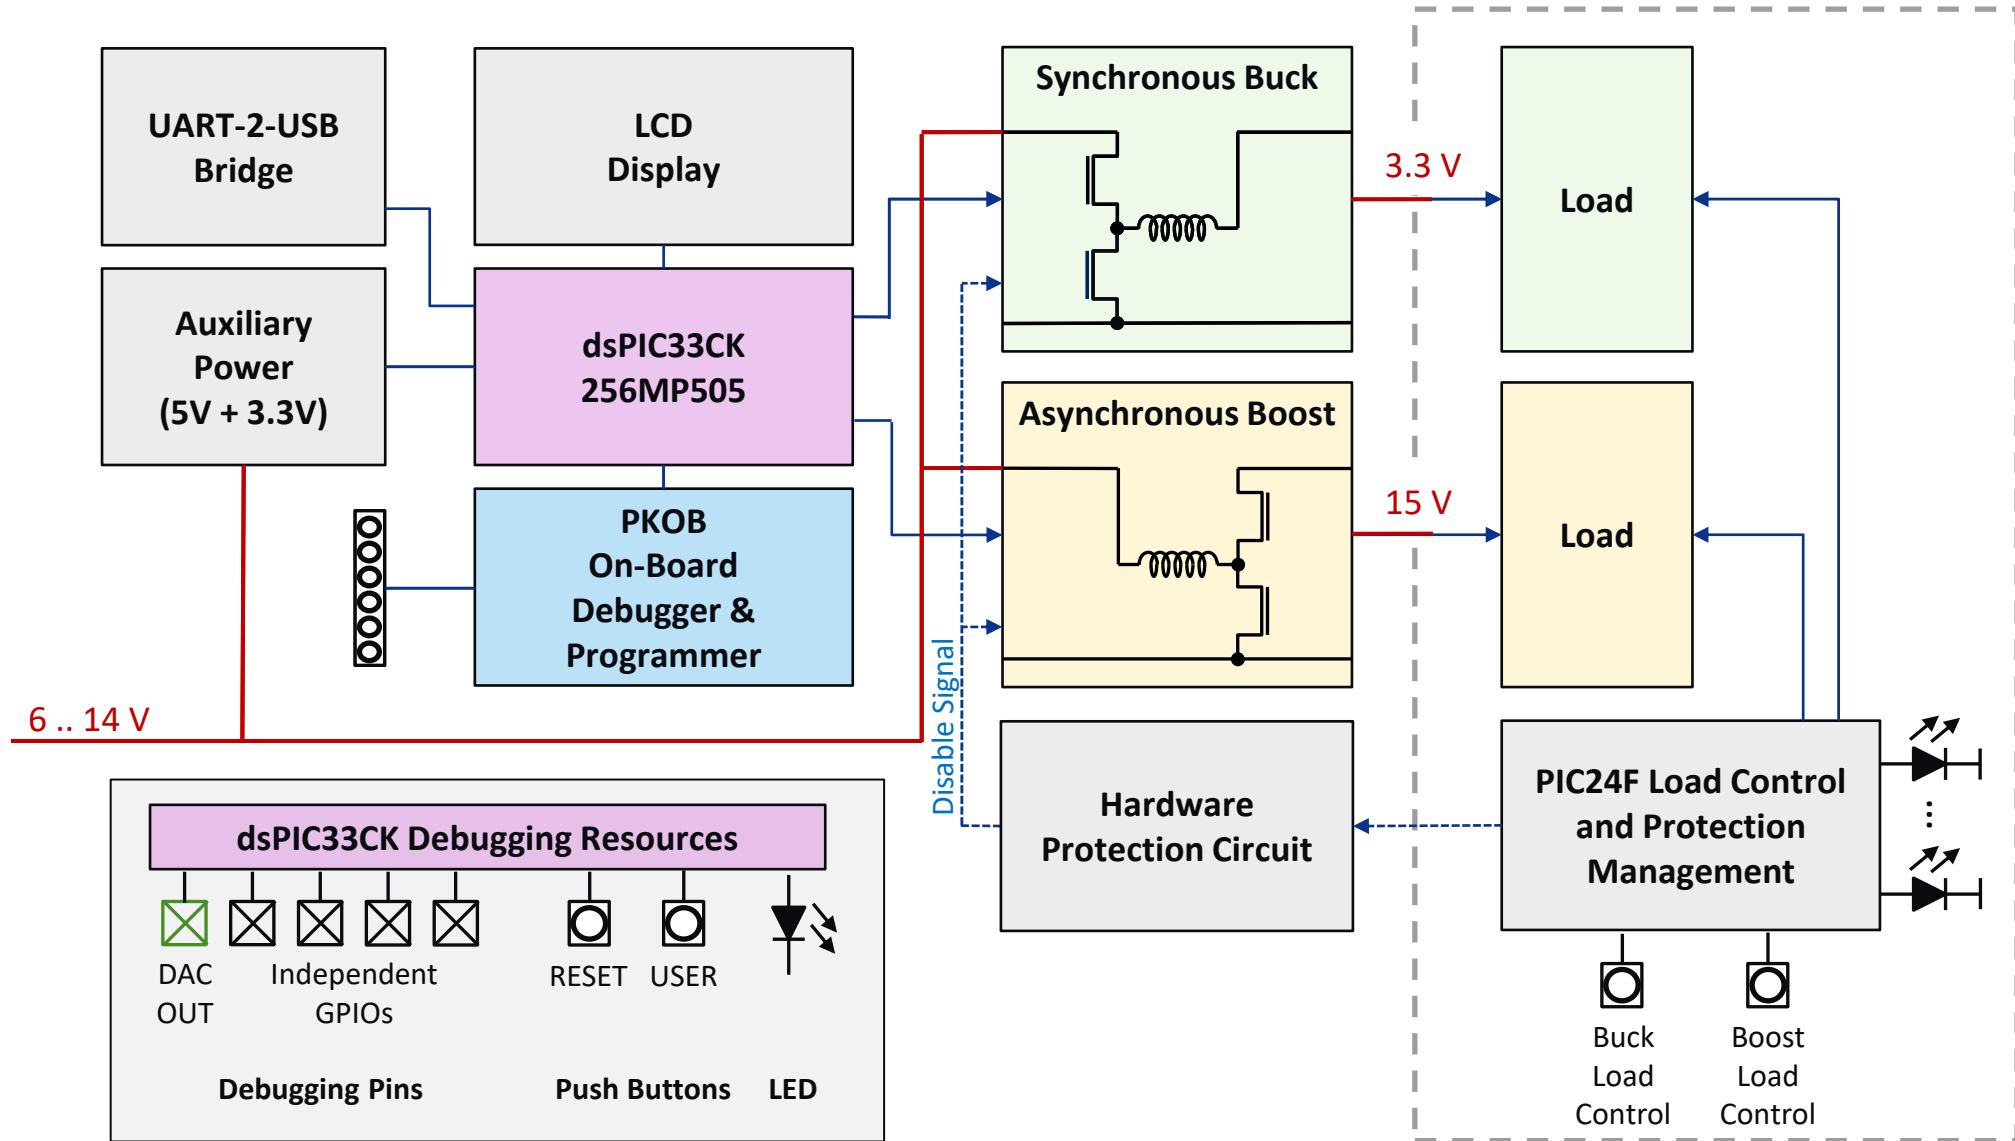 UART-2-USB
Bridge
LCD
Display
Synchronous Buck
3.3 V
Load
Auxiliary
Power
(5V + 3.3V)
dsPIC33CK
256MP505
Asynchronous Boost
15 V
Load
PKOB
On-Board
Debugger &
Programmer
6 .. 14 V
Disable Signal
Hardware
Protection Circuit
PIC24F Load Control
and Protection
Management
...
dsPIC33CK Debugging Resources
DAC
OUT
Independent
GPIOs
RESET
USER
Debugging Pins
Push Buttons
LED
Buck
Load
Control
Boost
Load
Control